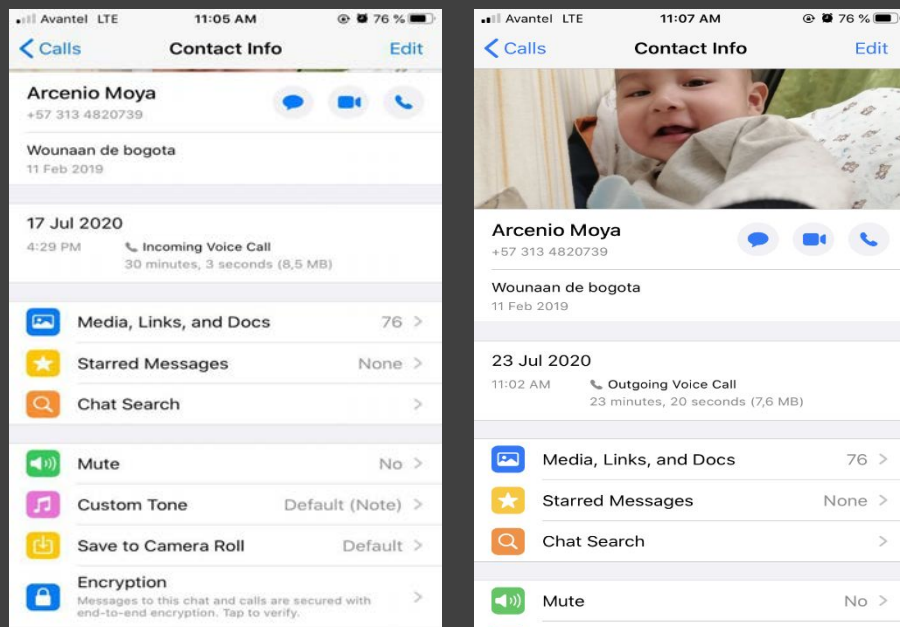 Avantel LTE 11:05 AM 76 %
Calls Contact Info Edit
Arcenio Moya
+57 313 4820739
Wounaan de bogota
11 Feb 2019
17 Jul 2020
4:29 PM Incoming Voice Call
30 minutes, 3 seconds (8,5 MB)
Media, Links, and Docs 76
Starred Messages None
Chat Search
Mute No
Custom Tone Default (Note)
Save to Camera Roll Default
Encryption
Messages to this chat and calls are secured with
end-to-end encryption. Tap to verify.
Avantel LTE 11:07 AM 76 %
Calls Contact Info Edit
Arcenio Moya
+57 313 4820739
Wounaan de bogota
11 Feb 2019
23 Jul 2020
11:02 AM Outgoing Voice Call
23 minutes, 20 seconds (7,6 MB)
Media, Links, and Docs 76
Starred Messages None
Chat Search
Mute No